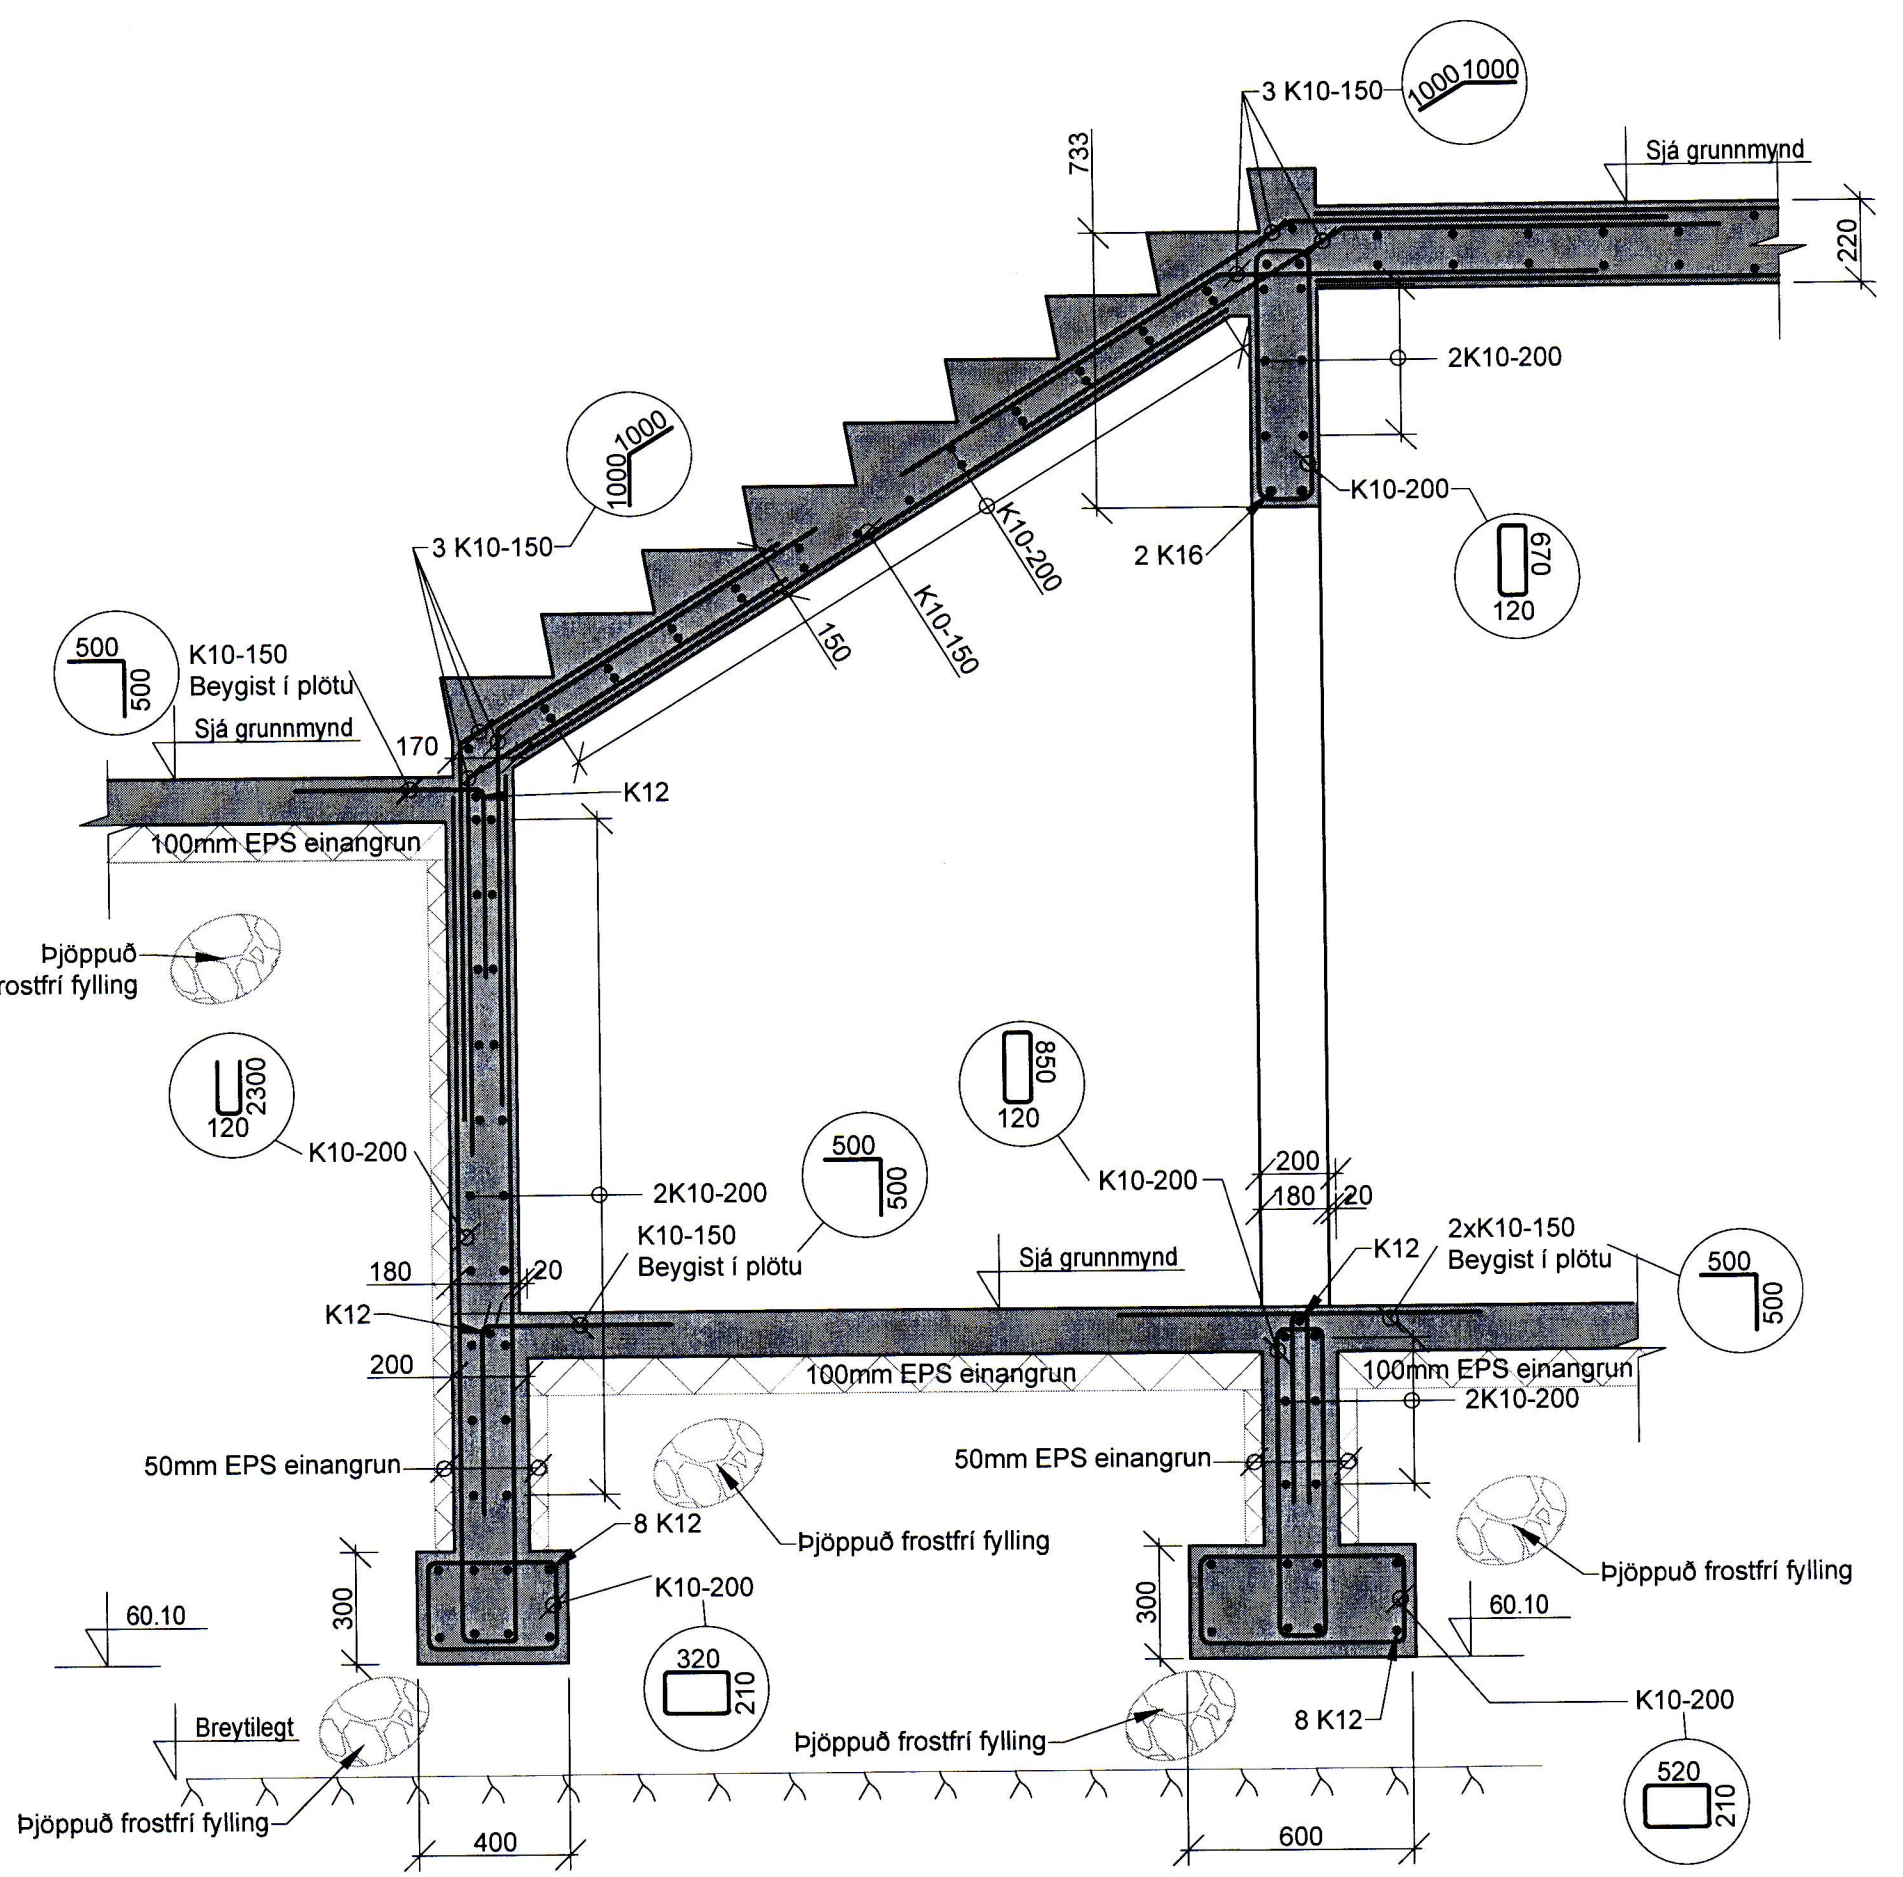 3 K10-150
1000 1000
Sjá grunnmynd
733
220
2K10-200
K10-200
670
120
2 K16
1000
1000
3 K10-150
K10-200
K10-150
150
500
500
K10-150
Beygist í plötu
Sjá grunnmynd
170
K12
100mm EPS einangrun
Þjöppuð
rostfrí fylling
2300
120
K10-200
2K10-200
K10-150
Beygist í plötu
500
500
850
120
K10-200
200
180 20
K12
2xK10-150
Beygist í plötu
500
500
Sjá grunnmynd
180 20
K12
200
100mm EPS einangrun
100mm EPS einangrun
2K10-200
50mm EPS einangrun
50mm EPS einangrun
8 K12
Þjöppuð frostfrí fylling
Þjöppuð frostfrí fylling
300
K10-200
320
210
60.10
300
60.10
K10-200
8 K12
520
210
Breytilegt
Þjöppuð frostfrí fylling
Þjöppuð frostfrí fylling
400
600